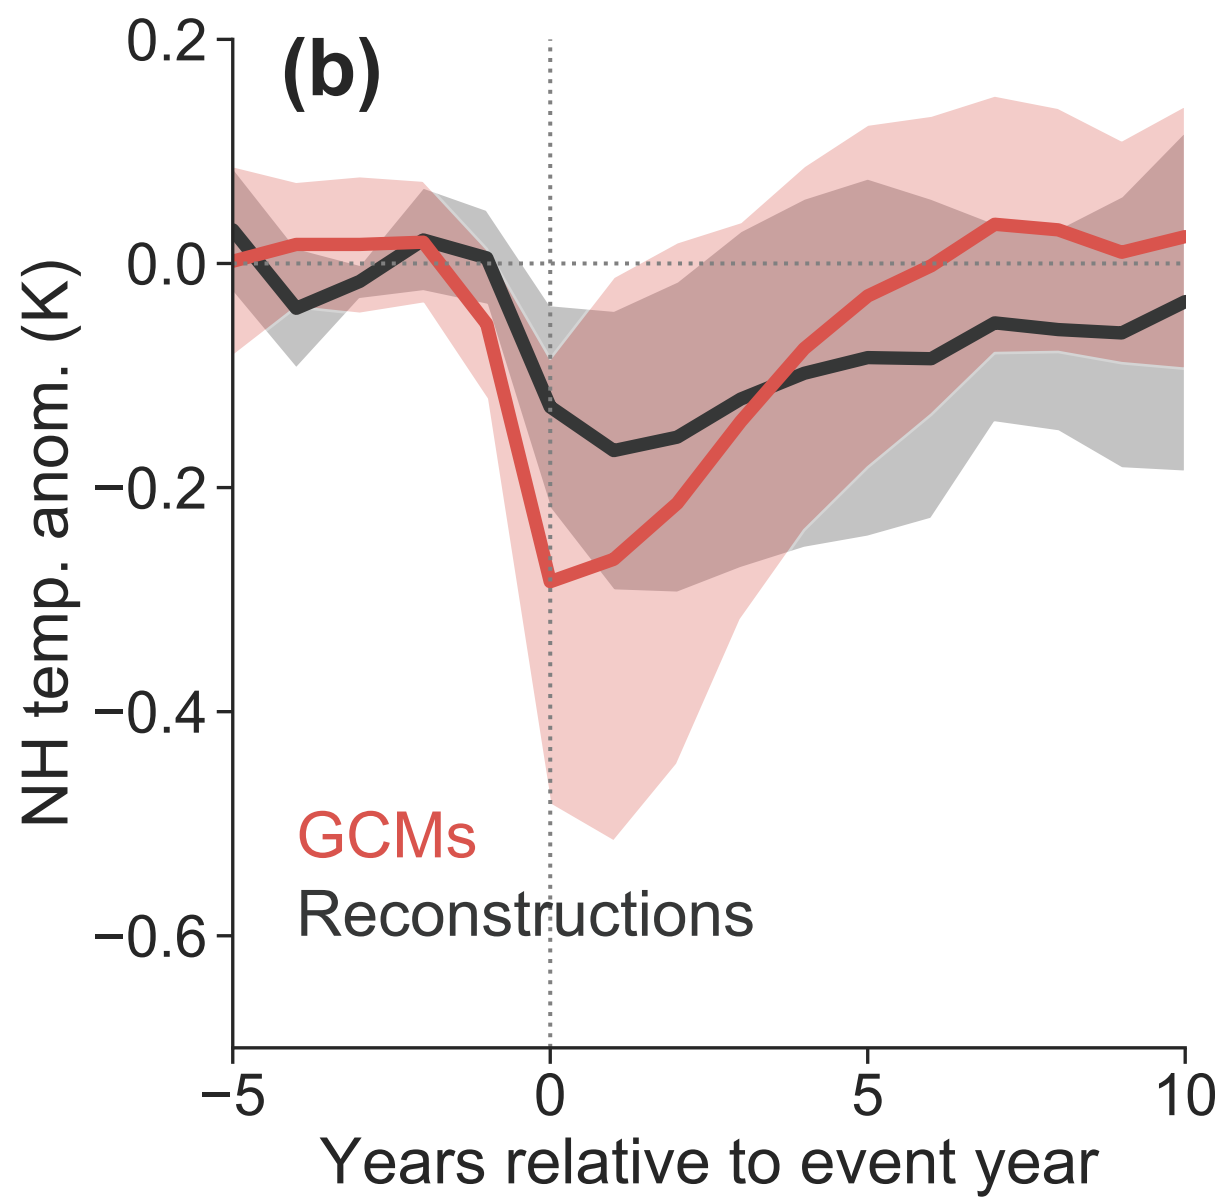 (b)
0.2
0.0
−0.2
−0.4
−0.6
NH temp. anom. (K)
GCMs
Reconstructions
−5 0 5 10
Years relative to event year